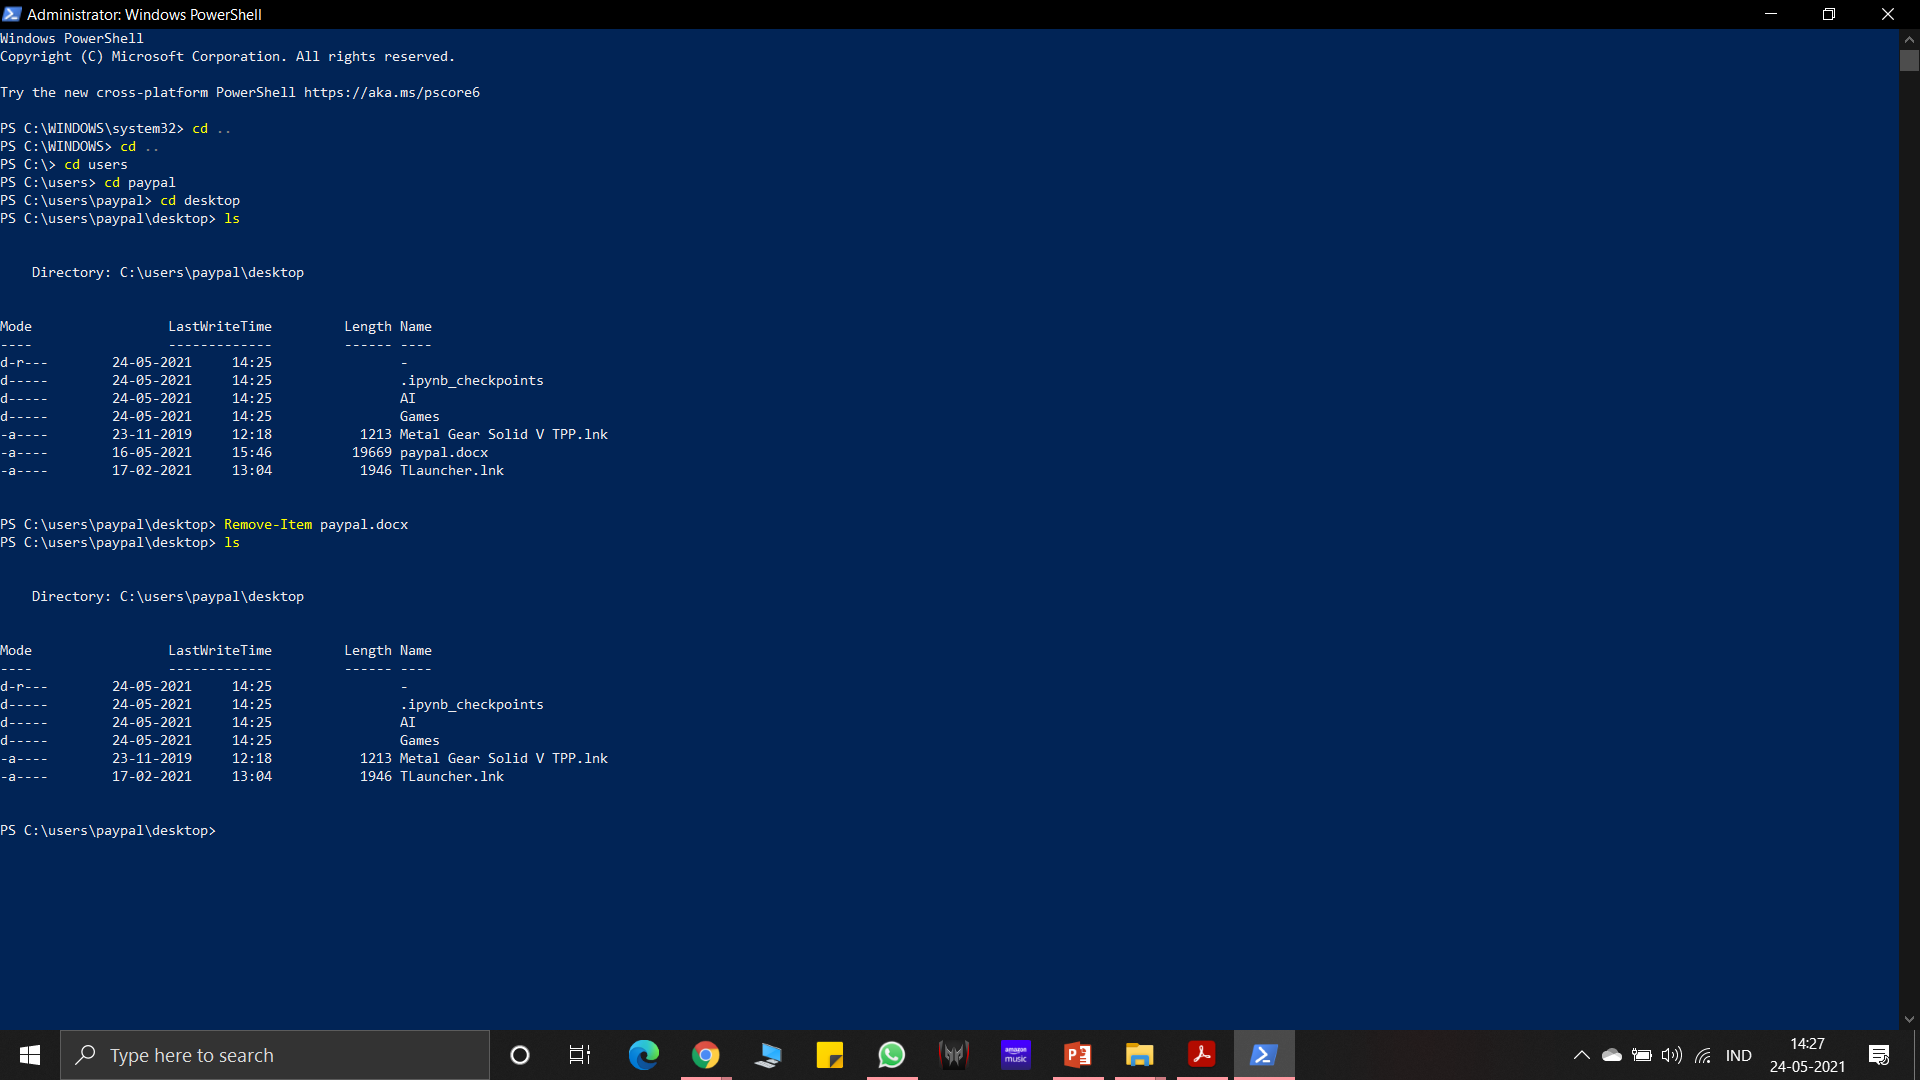 Administrator: Windows PowerShell
Windows PowerShell
Copyright (C) Microsoft Corporation. All rights reserved.
Try the new cross-platform PowerShell https://aka.ms/pscore6
PS C:\WINDOWS\system32> cd ..
PS C:\WINDOWS> cd ..
PS C:\> cd users
PS C:\users> cd paypal
PS C:\users\paypal> cd desktop
PS C:\users\paypal\desktop> ls
    Directory: C:\users\paypal\desktop
Mode                 LastWriteTime         Length Name
----                 -------------         ------ ----
d-r---        24-05-2021     14:25                -
d-----        24-05-2021     14:25                .ipynb_checkpoints
d-----        24-05-2021     14:25                AI
d-----        24-05-2021     14:25                Games
-a----        23-11-2019     12:18           1213 Metal Gear Solid V TPP.lnk
-a----        16-05-2021     15:46          19669 paypal.docx
-a----        17-02-2021     13:04           1946 TLauncher.lnk
PS C:\users\paypal\desktop> Remove-Item paypal.docx
PS C:\users\paypal\desktop> ls
    Directory: C:\users\paypal\desktop
Mode                 LastWriteTime         Length Name
----                 -------------         ------ ----
d-r---        24-05-2021     14:25                -
d-----        24-05-2021     14:25                .ipynb_checkpoints
d-----        24-05-2021     14:25                AI
d-----        24-05-2021     14:25                Games
-a----        23-11-2019     12:18           1213 Metal Gear Solid V TPP.lnk
-a----        17-02-2021     13:04           1946 TLauncher.lnk
PS C:\users\paypal\desktop>
Type here to search
amazon music
IND
14:27
24-05-2021